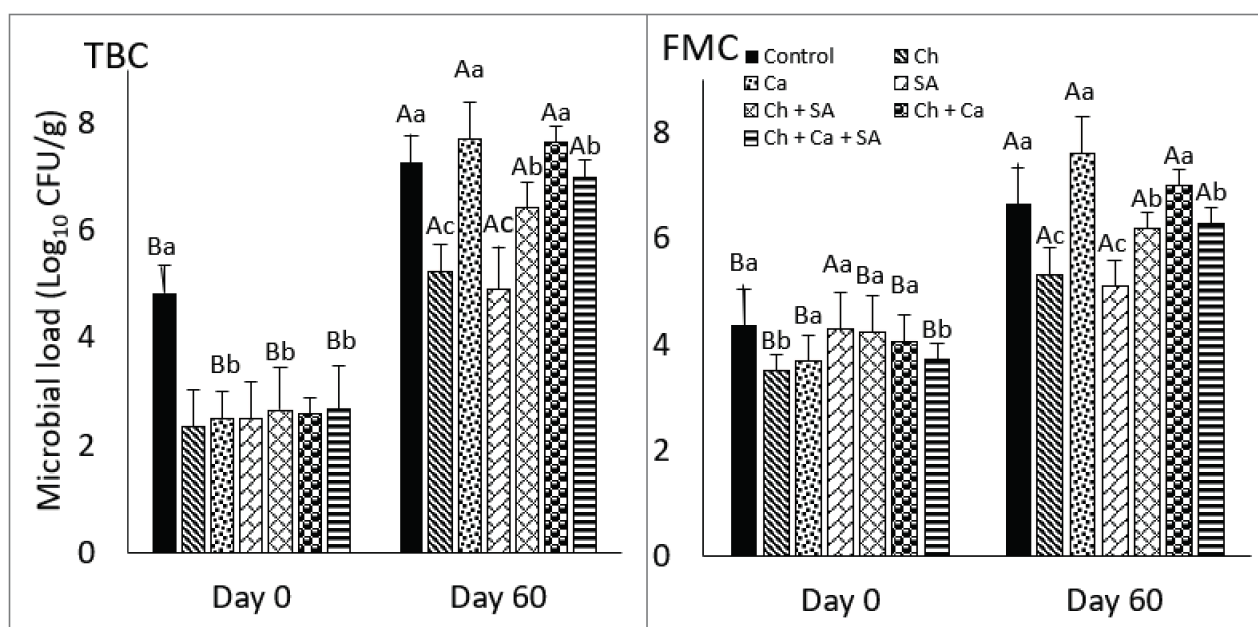 TBC
Microbial load (Log₁₀ CFU/g)
8
6
4
2
0
Ba
Bb
Bb
Bb
Aa
Ac
Aa
Ac
Ab
Aa
Ab
Day 0
Day 60
FMC
Control
Ch
Ca
SA
Ch + SA
Ch + Ca
Ch + Ca + SA
8
6
4
2
0
Ba
Bb
Ba
Aa
Ba
Ba
Bb
Aa
Ac
Aa
Ac
Ab
Aa
Ab
Day 0
Day 60